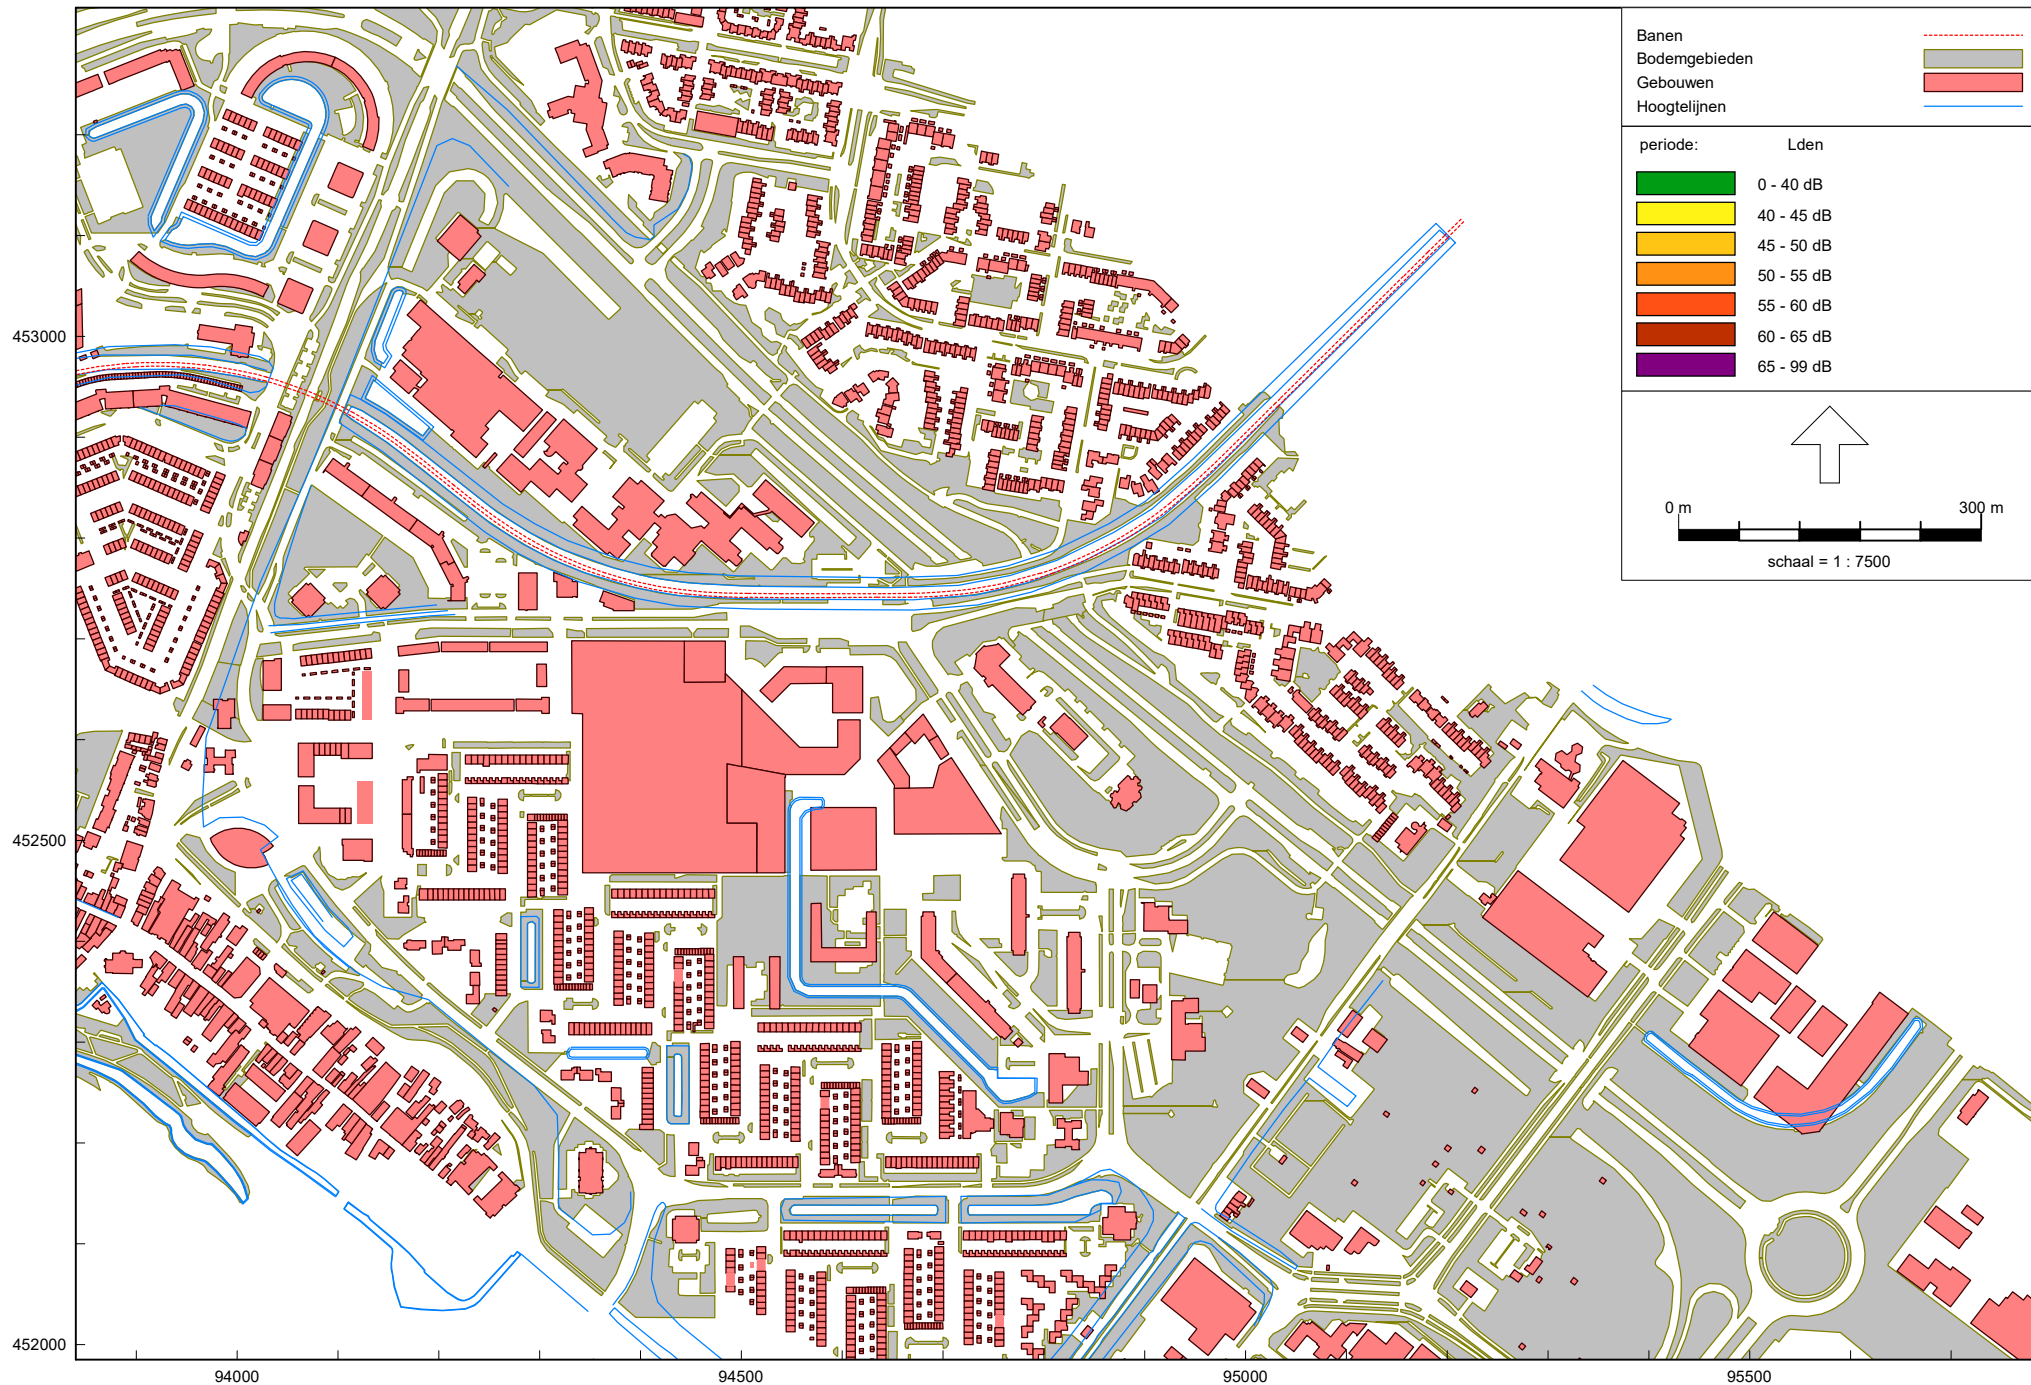 Banen
Bodemgebieden
Gebouwen
Hoogtelijnen
periode: Lden
0 - 40 dB
40 - 45 dB
45 - 50 dB
50 - 55 dB
55 - 60 dB
60 - 65 dB
65 - 99 dB
0 m 300 m
schaal = 1 : 7500
453000
452500
452000
94000 94500 95000 95500